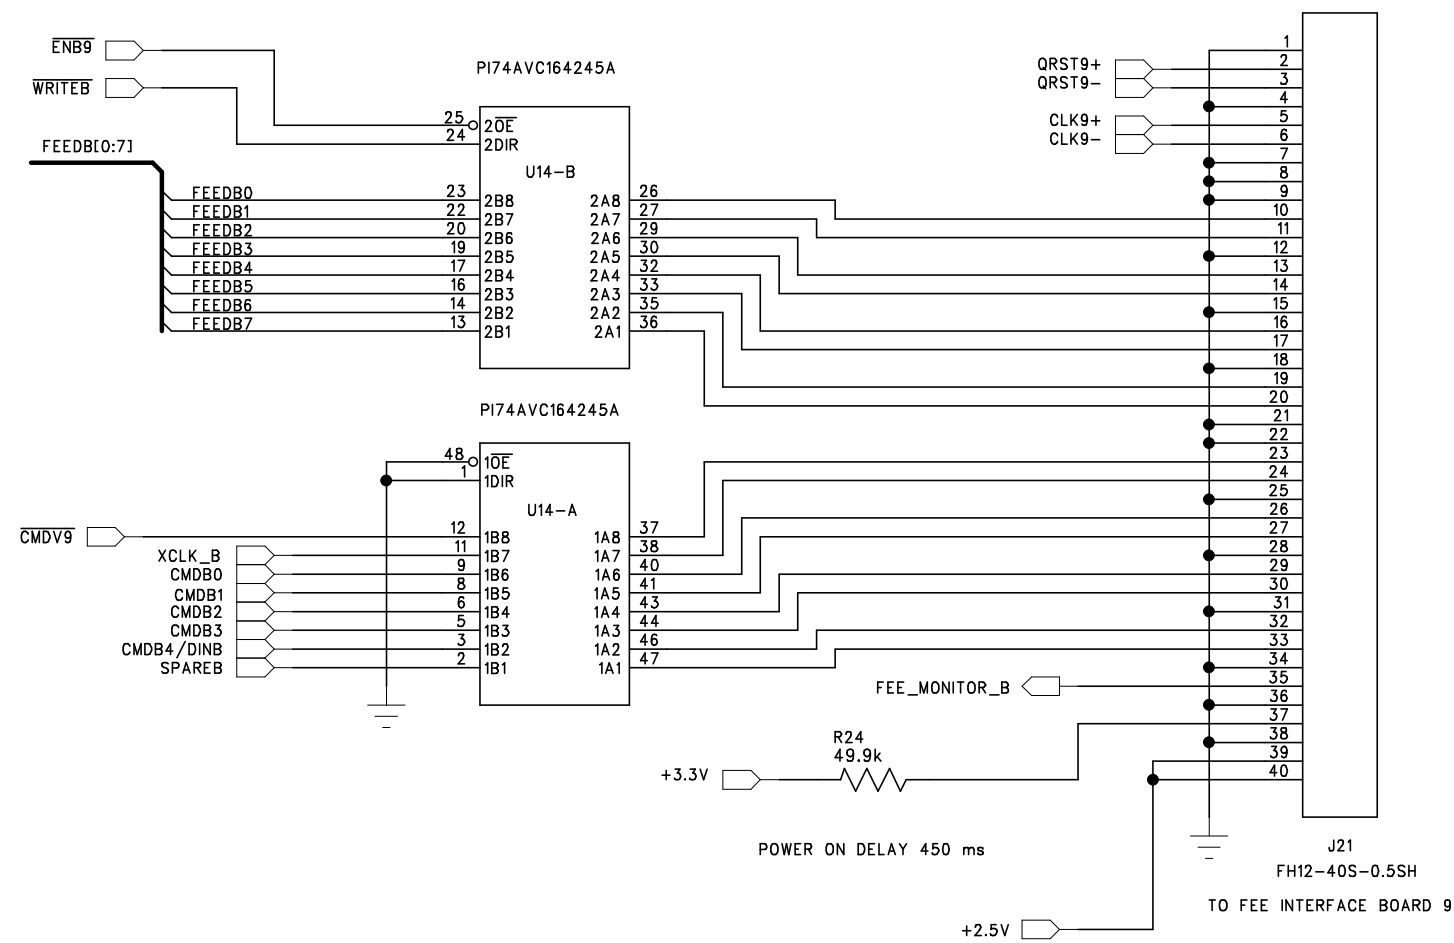 ENB9
WRITEB
FEEDB[0:7]
FEEDB0
FEEDB1
FEEDB2
FEEDB3
FEEDB4
FEEDB5
FEEDB6
FEEDB7
PI74AVC164245A
25 2OE
24 2DIR
U14-B
23 2B8 2A8 26
22 2B7 2A7 27
20 2B6 2A6 29
19 2B5 2A5 30
17 2B4 2A4 32
16 2B3 2A3 33
14 2B2 2A2 35
13 2B1 2A1 36
PI74AVC164245A
48 1OE
1 1DIR
U14-A
CMDV9 12 1B8 1A8 37
XCLK_B 11 1B7 1A7 38
CMDB0 9 1B6 1A6 40
CMDB1 8 1B5 1A5 41
CMDB2 6 1B4 1A4 43
CMDB3 5 1B3 1A3 44
CMDB4/DINB 3 1B2 1A2 46
SPAREB 2 1B1 1A1 47
1
QRST9+ 2
QRST9- 3
4
CLK9+ 5
CLK9- 6
7
8
9
10
11
12
13
14
15
16
17
18
19
20
21
22
23
24
25
26
27
28
29
30
31
32
33
34
FEE_MONITOR_B 35
36
37
38
39
40
R24
49.9k
+3.3V
POWER ON DELAY 450 ms
+2.5V
J21
FH12-40S-0.5SH
TO FEE INTERFACE BOARD 9